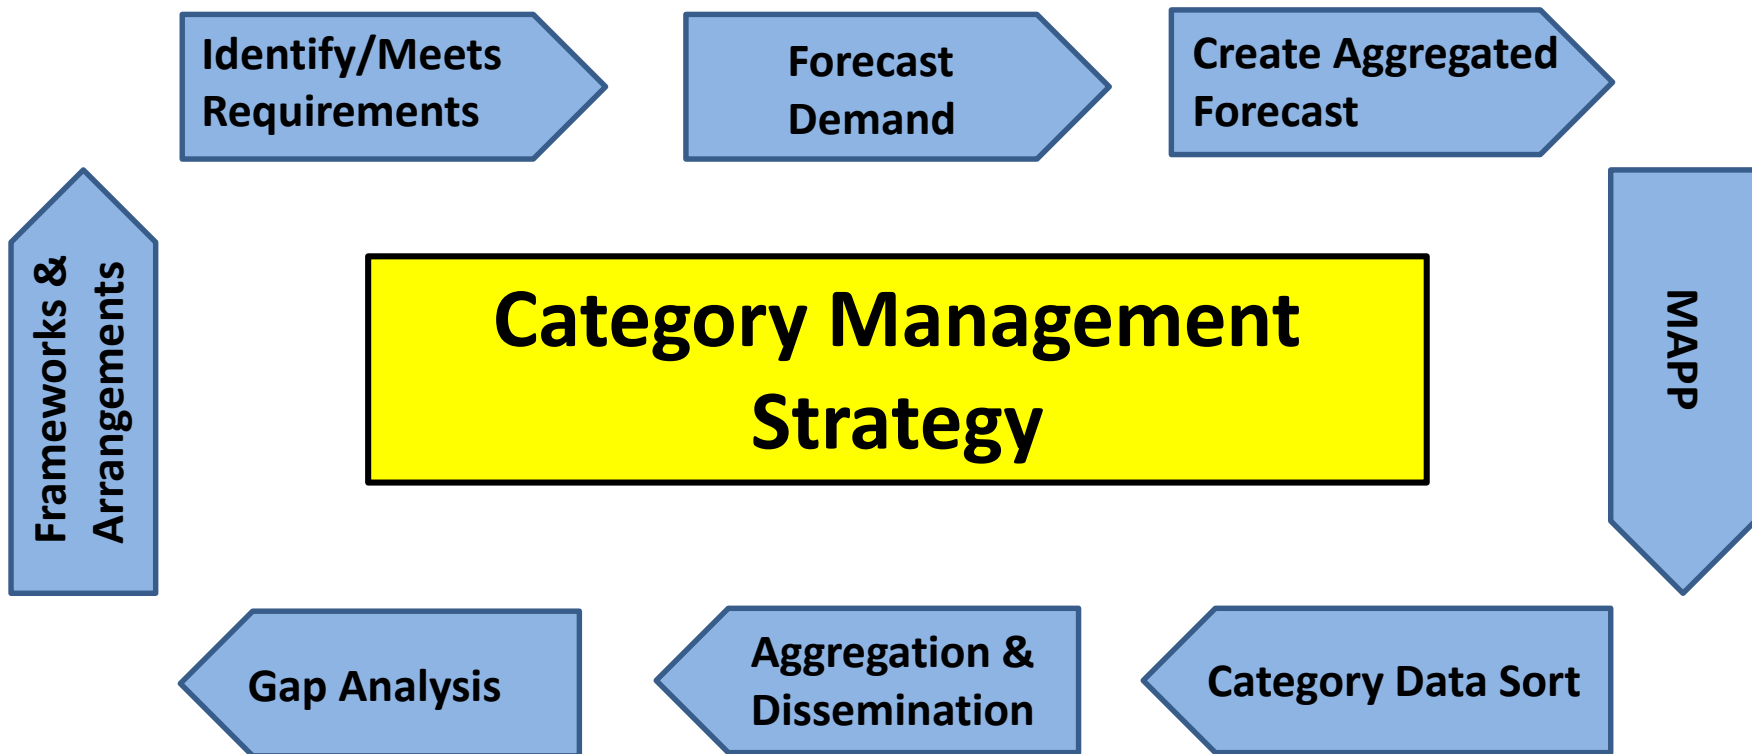 Identify/Meets
Requirements
Forecast
Demand
Create Aggregated
Forecast
MAPP
Category Data Sort
Aggregation &
Dissemination
Gap Analysis
Frameworks &
Arrangements
Category Management
Strategy